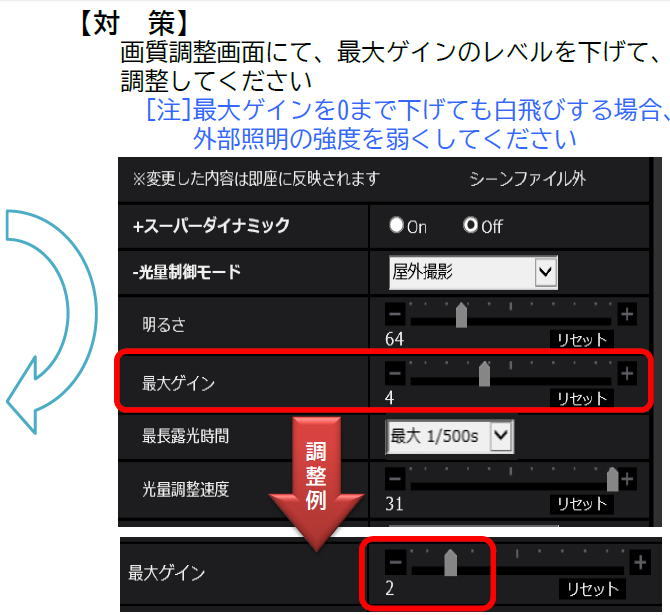 【対　策】
画質調整画面にて、最大ゲインのレベルを下げて、
調整してください
[注]最大ゲインを0まで下げても白飛びする場合、
外部照明の強度を弱くしてください
※変更した内容は即座に反映されます　シーンファイル外
+スーパーダイナミック　On　Off
-光量制御モード　屋外撮影
明るさ　－　＋
64　リセット
最大ゲイン　－　＋
4　リセット
最長露光時間　最大 1/500s
光量調整速度　－　＋
31　リセット
調整例
最大ゲイン　－　＋
2　リセット